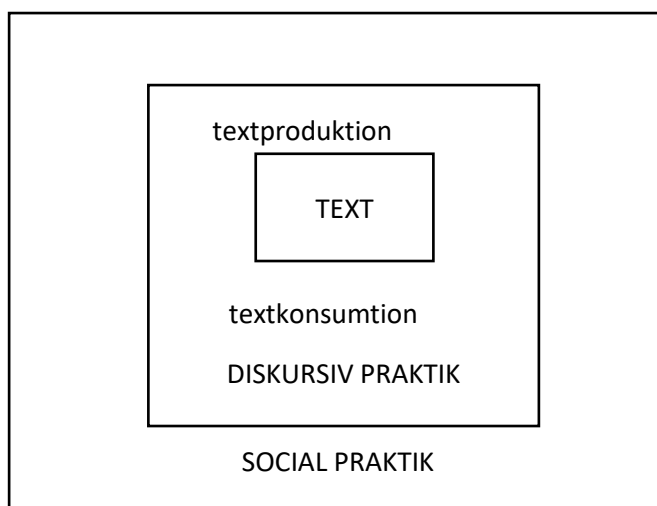 textproduktion
TEXT
textkonsumtion
DISKURSIV PRAKTIK
SOCIAL PRAKTIK